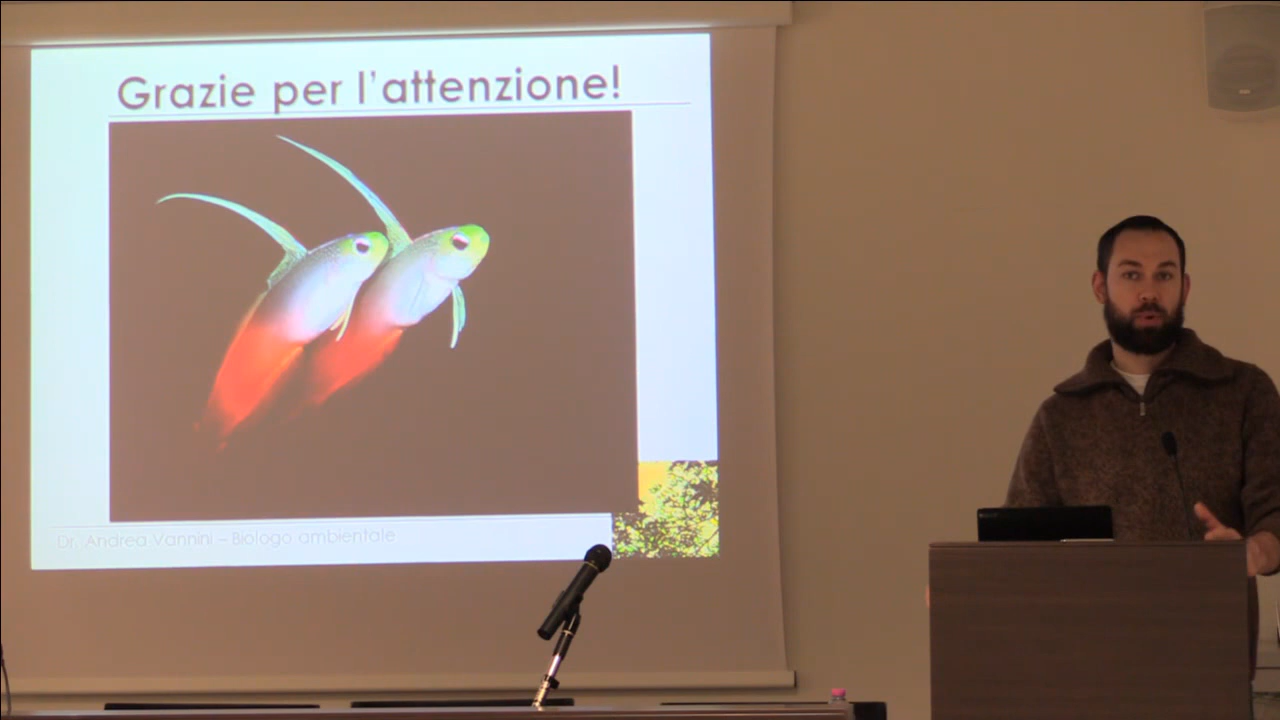 Grazie per l'attenzione!
Dr. Andrea Vannini – Biologo ambientale